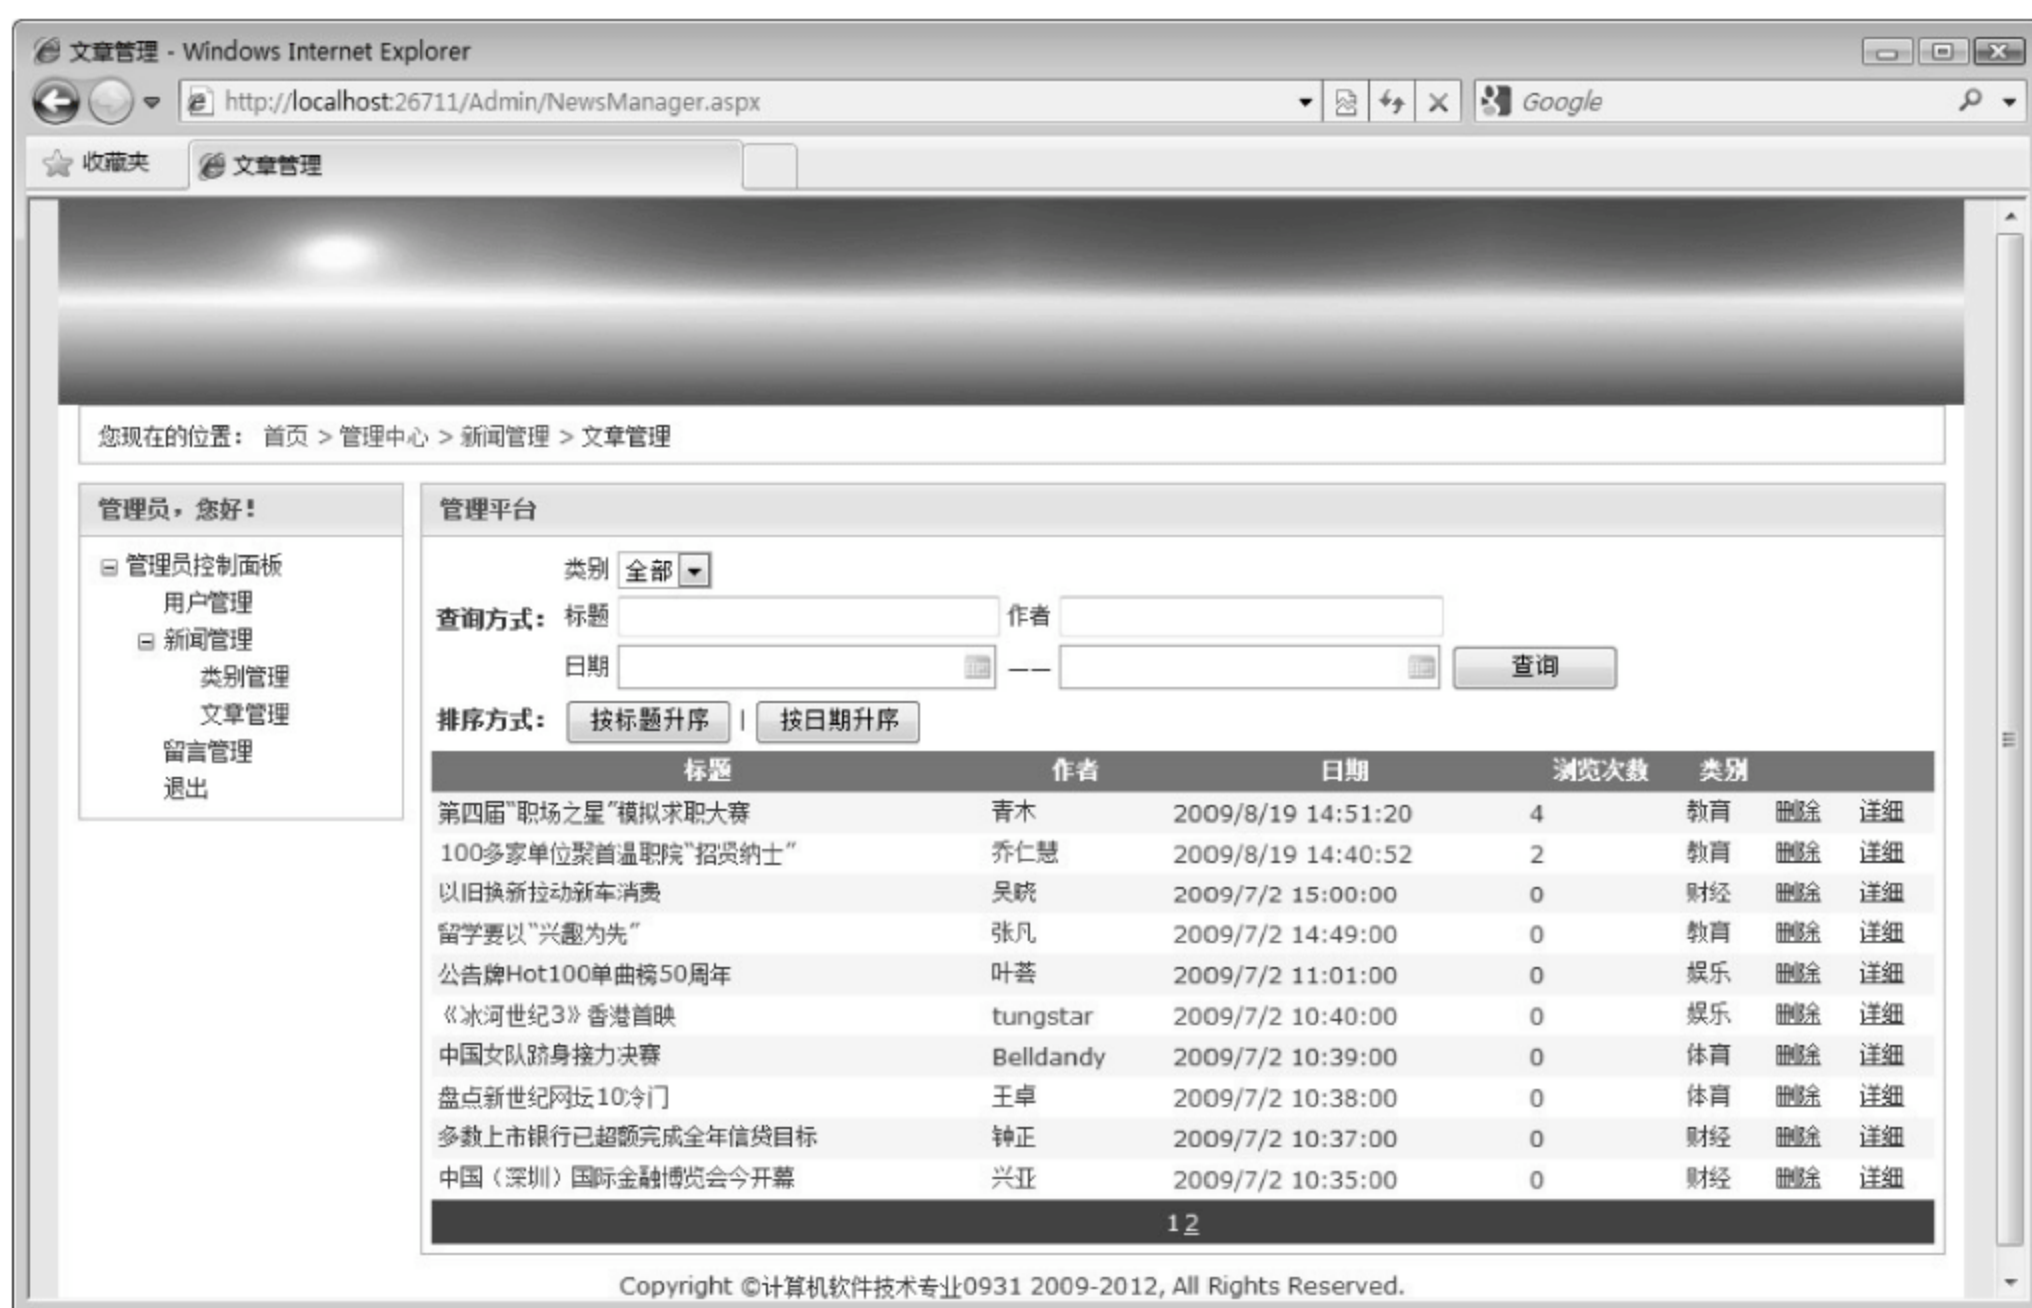 文章管理 - Windows Internet Explorer
http://localhost:26711/Admin/NewsManager.aspx
Google
收藏夹
文章管理
您现在的位置： 首页 > 管理中心 > 新闻管理 > 文章管理
管理员，您好！
管理员控制面板
用户管理
新闻管理
类别管理
文章管理
留言管理
退出
管理平台
类别 全部
查询方式： 标题 作者
日期 —— 查询
排序方式： 按标题升序 | 按日期升序
标题 作者 日期 浏览次数 类别
第四届“职场之星”模拟求职大赛 青木 2009/8/19 14:51:20 4 教育 删除 详细
100多家单位聚首温职院“招贤纳士” 乔仁慧 2009/8/19 14:40:52 2 教育 删除 详细
以旧换新拉动新车消费 吴晓 2009/7/2 15:00:00 0 财经 删除 详细
留学要以“兴趣为先” 张凡 2009/7/2 14:49:00 0 教育 删除 详细
公告牌Hot100单曲榜50周年 叶荟 2009/7/2 11:01:00 0 娱乐 删除 详细
《冰河世纪3》香港首映 tungstar 2009/7/2 10:40:00 0 娱乐 删除 详细
中国女队跻身接力决赛 Belldandy 2009/7/2 10:39:00 0 体育 删除 详细
盘点新世纪网坛10冷门 王卓 2009/7/2 10:38:00 0 体育 删除 详细
多数上市银行已超额完成全年信贷目标 钟正 2009/7/2 10:37:00 0 财经 删除 详细
中国（深圳）国际金融博览会今开幕 兴亚 2009/7/2 10:35:00 0 财经 删除 详细
1 2
Copyright ©计算机软件技术专业0931 2009-2012, All Rights Reserved.